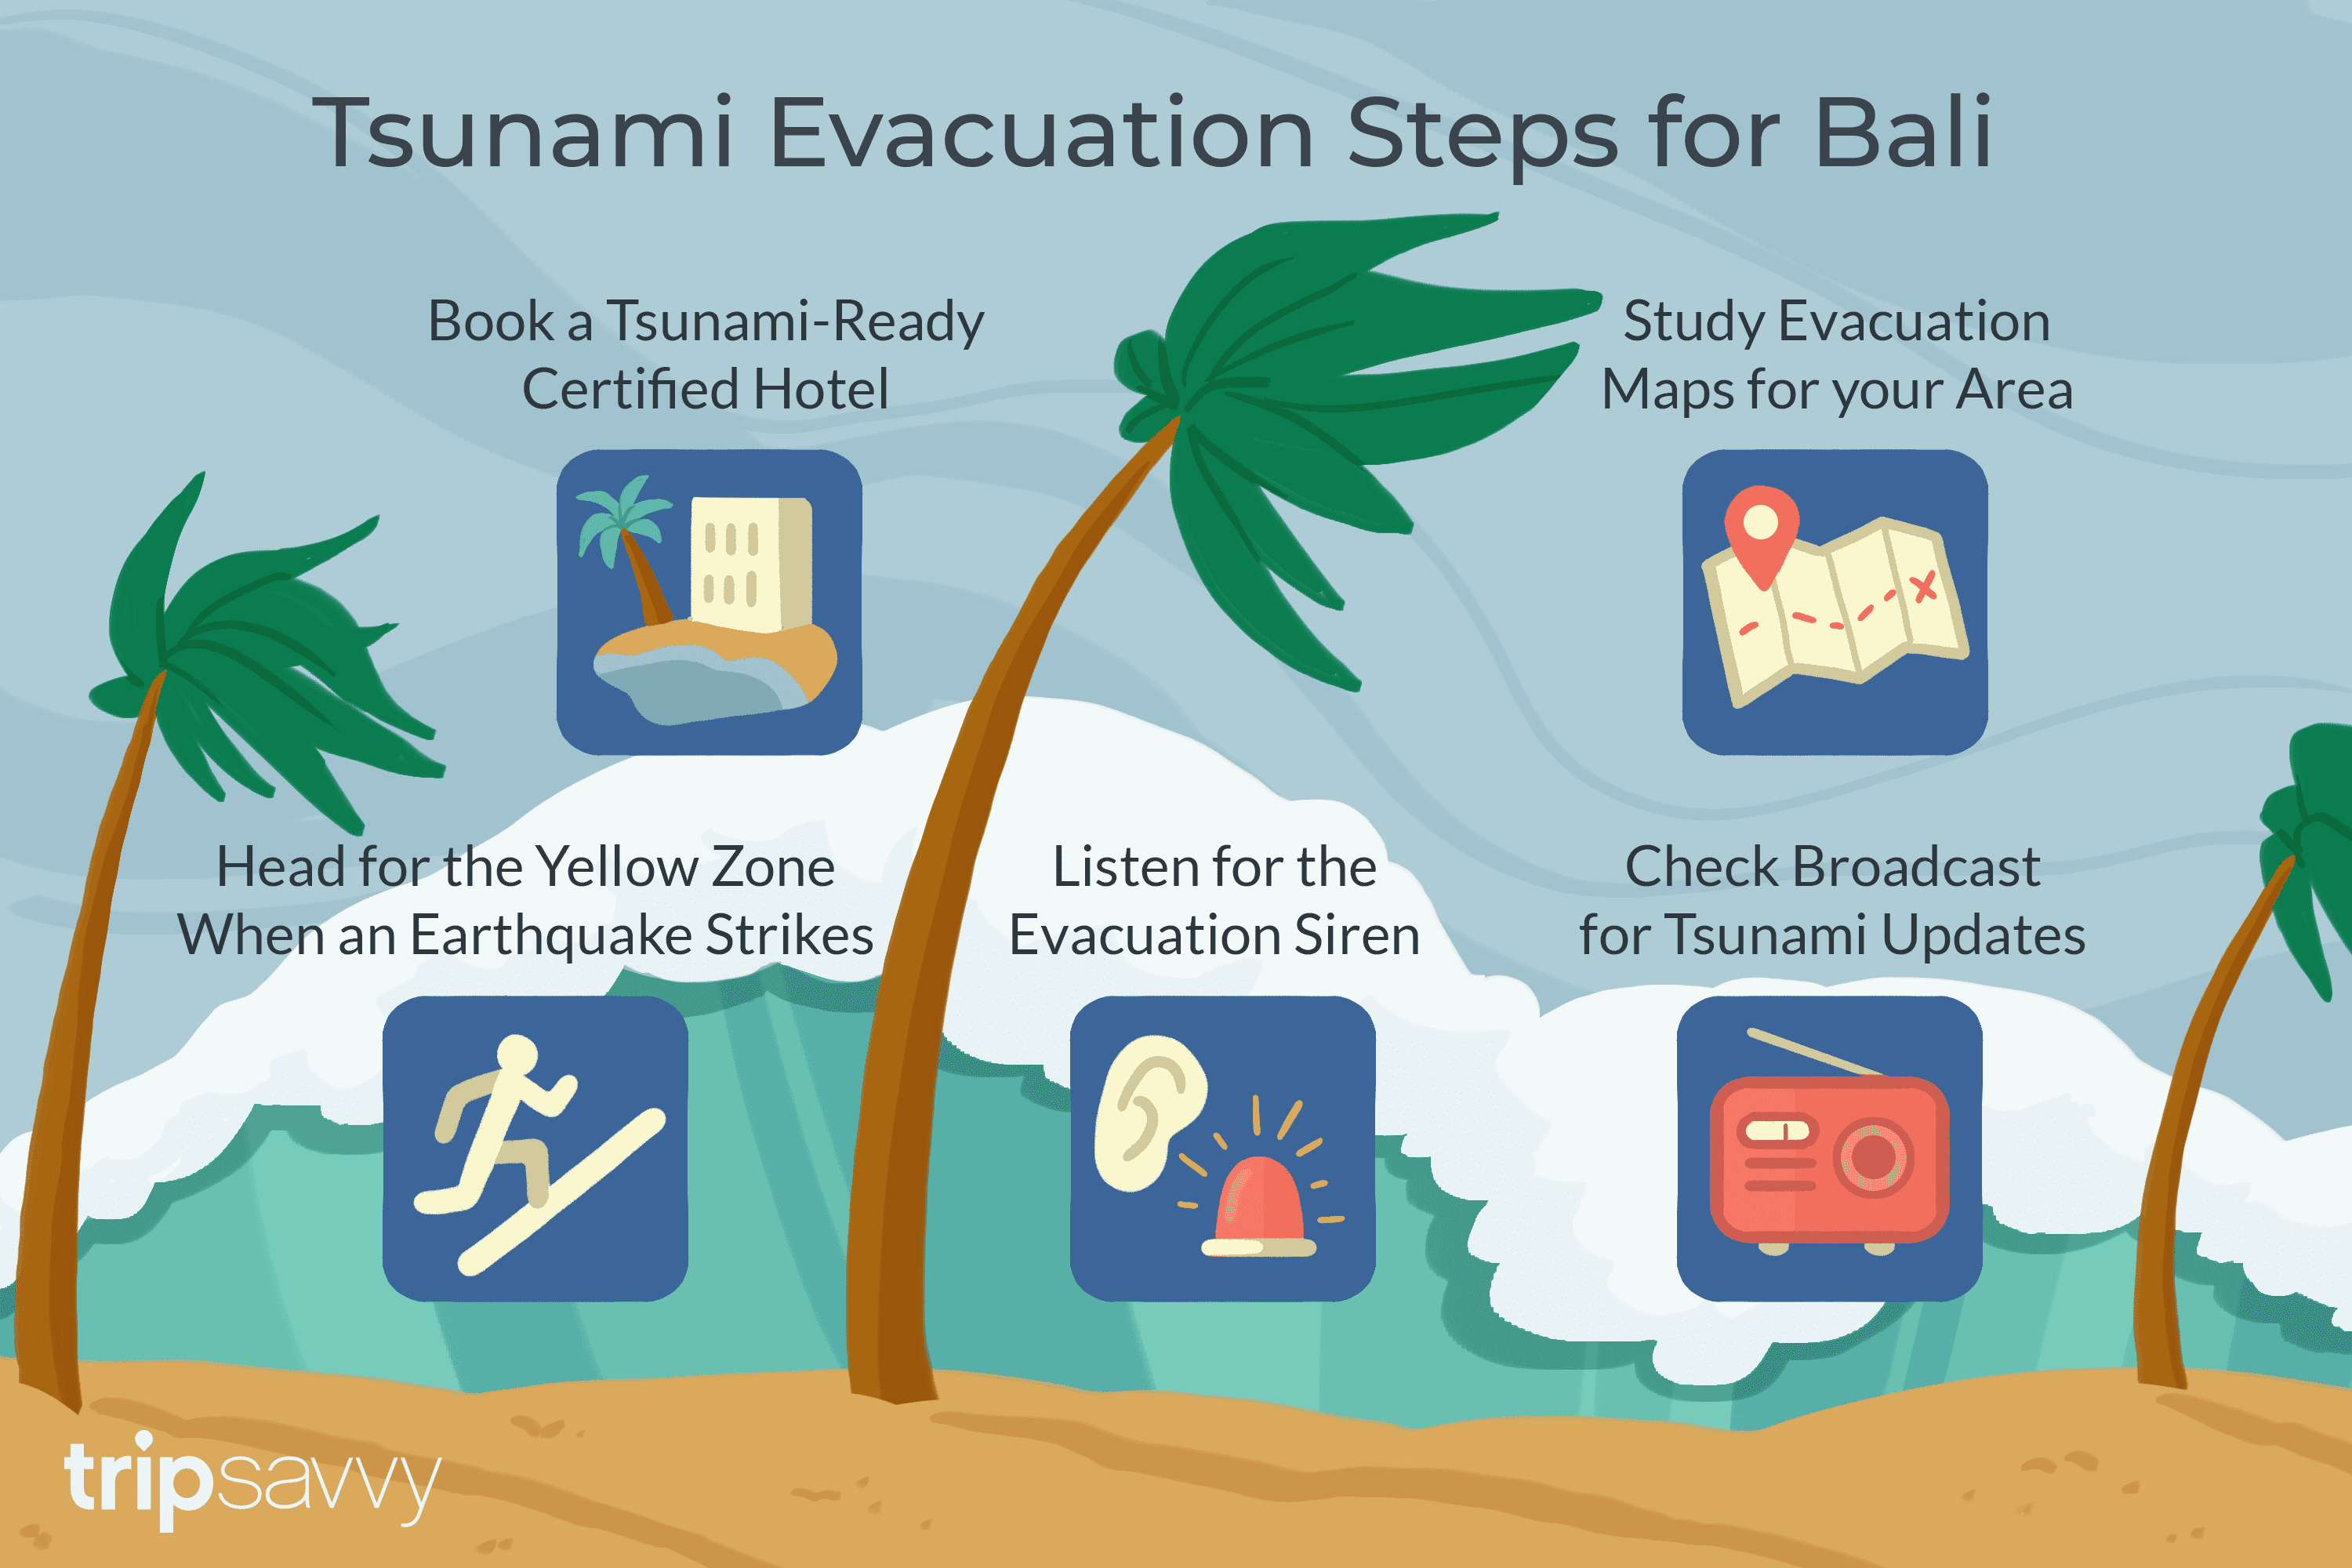 Tsunami Evacuation Steps for Bali
Book a Tsunami-Ready
Certified Hotel
Study Evacuation
Maps for your Area
Head for the Yellow Zone
When an Earthquake Strikes
Listen for the
Evacuation Siren
Check Broadcast
for Tsunami Updates
tripsavvy